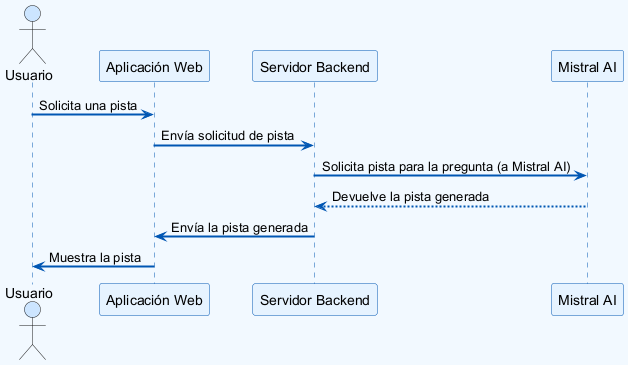 Usuario
Aplicación Web
Servidor Backend
Mistral AI
Solicita una pista
Envía solicitud de pista
Solicita pista para la pregunta (a Mistral AI)
Devuelve la pista generada
Envía la pista generada
Muestra la pista
Usuario
Aplicación Web
Servidor Backend
Mistral AI